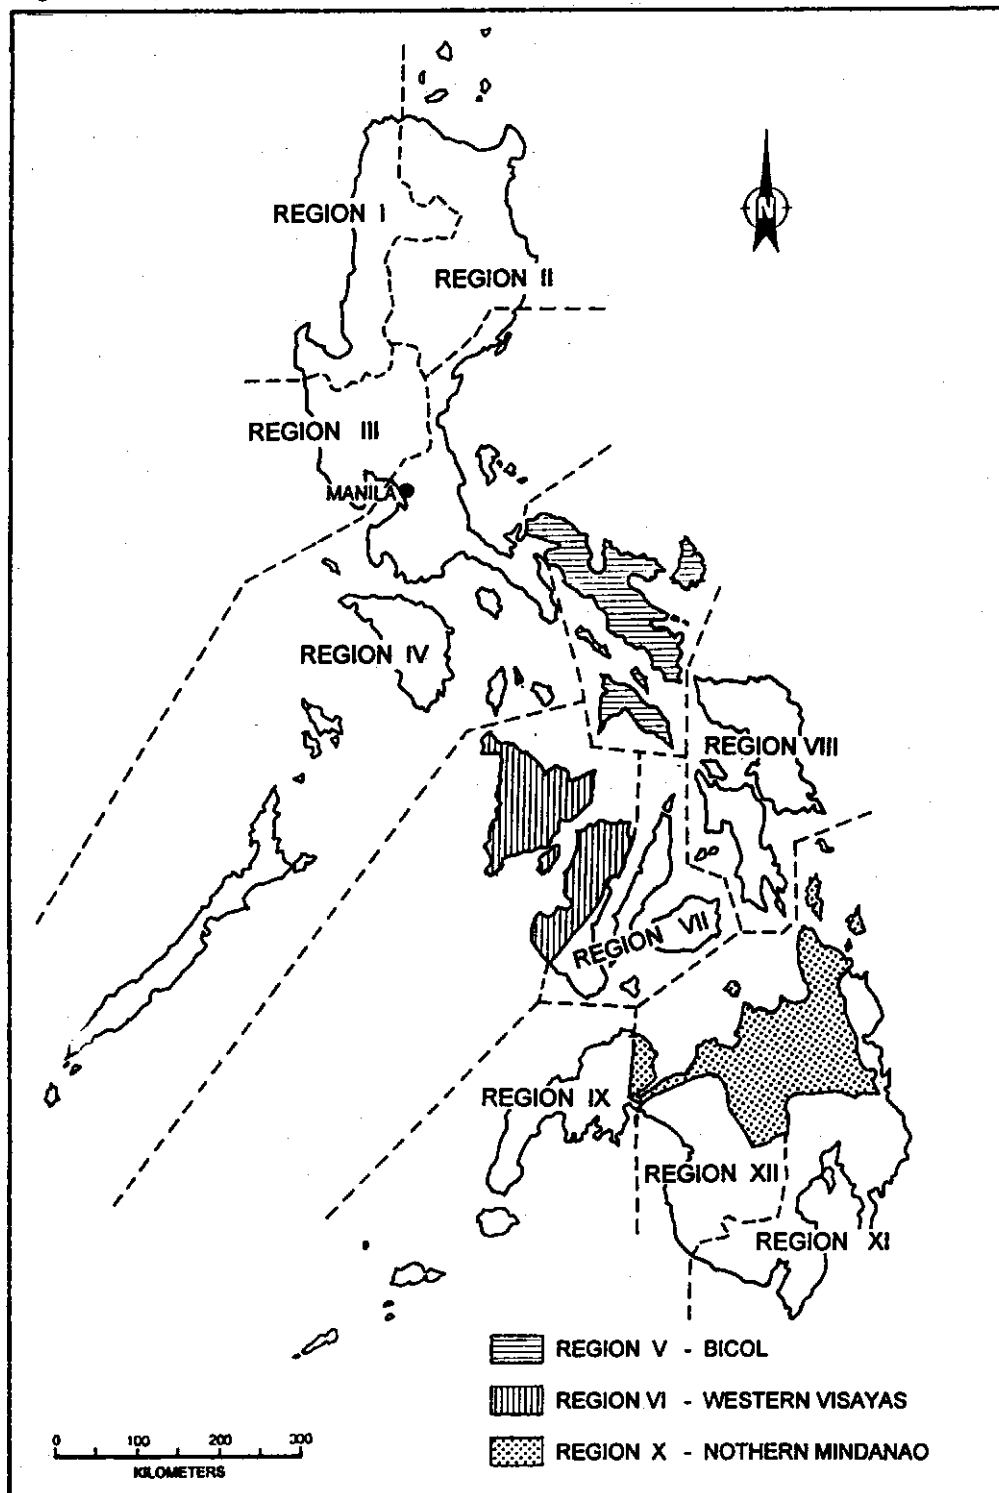 N
REGION I
REGION II
REGION III
MANILA
REGION IV
REGION VIII
REGION VII
REGION IX
REGION XII
REGION XI
REGION V - BICOL
REGION VI - WESTERN VISAYAS
REGION X - NOTHERN MINDANAO
0 100 200 300
KILOMETERS